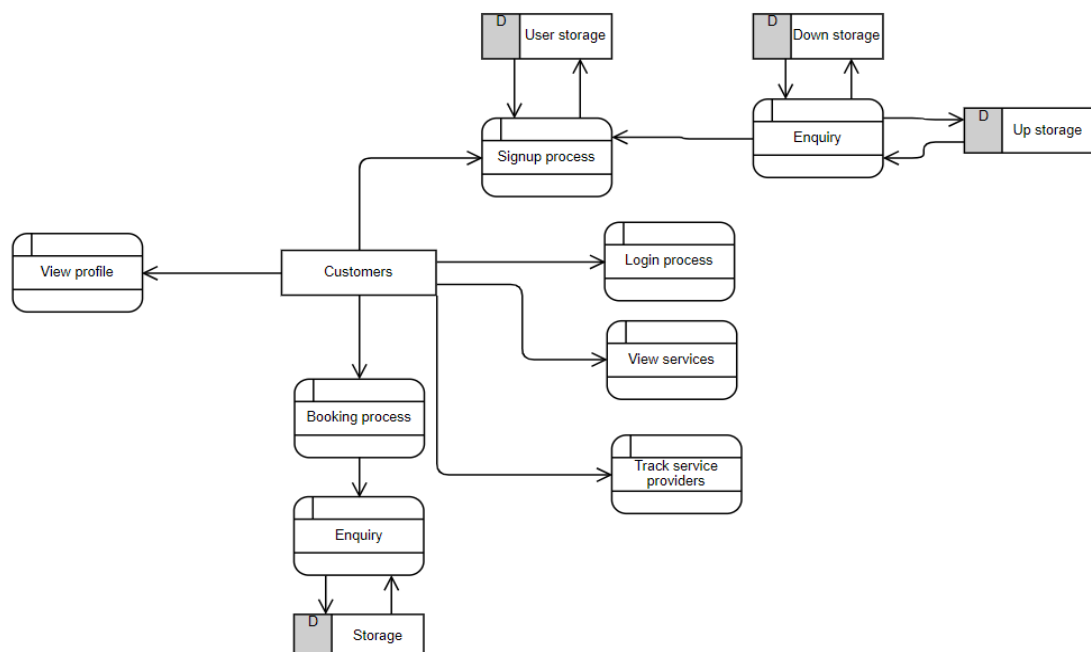 D
User storage
D
Down storage
D
Up storage
Enquiry
Signup process
Login process
View profile
Customers
View services
Booking process
Track service
providers
Enquiry
D
Storage